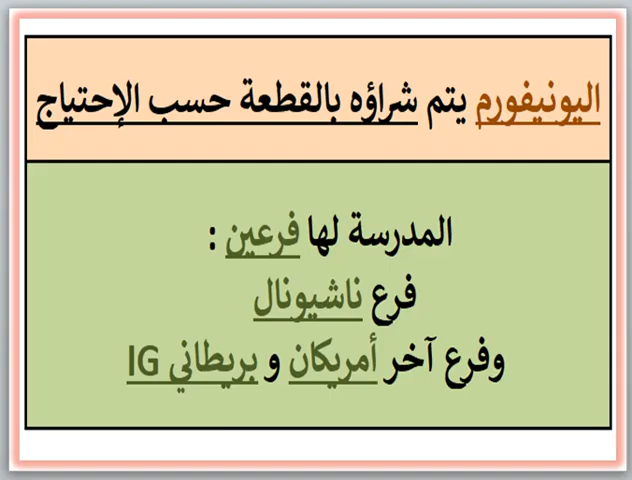 اليونيفورم يتم شراؤه بالقطعة حسب الإحتياج
المدرسة لها فرعين :
فرع ناشيونال
وفرع آخر أمريكان و بريطاني IG